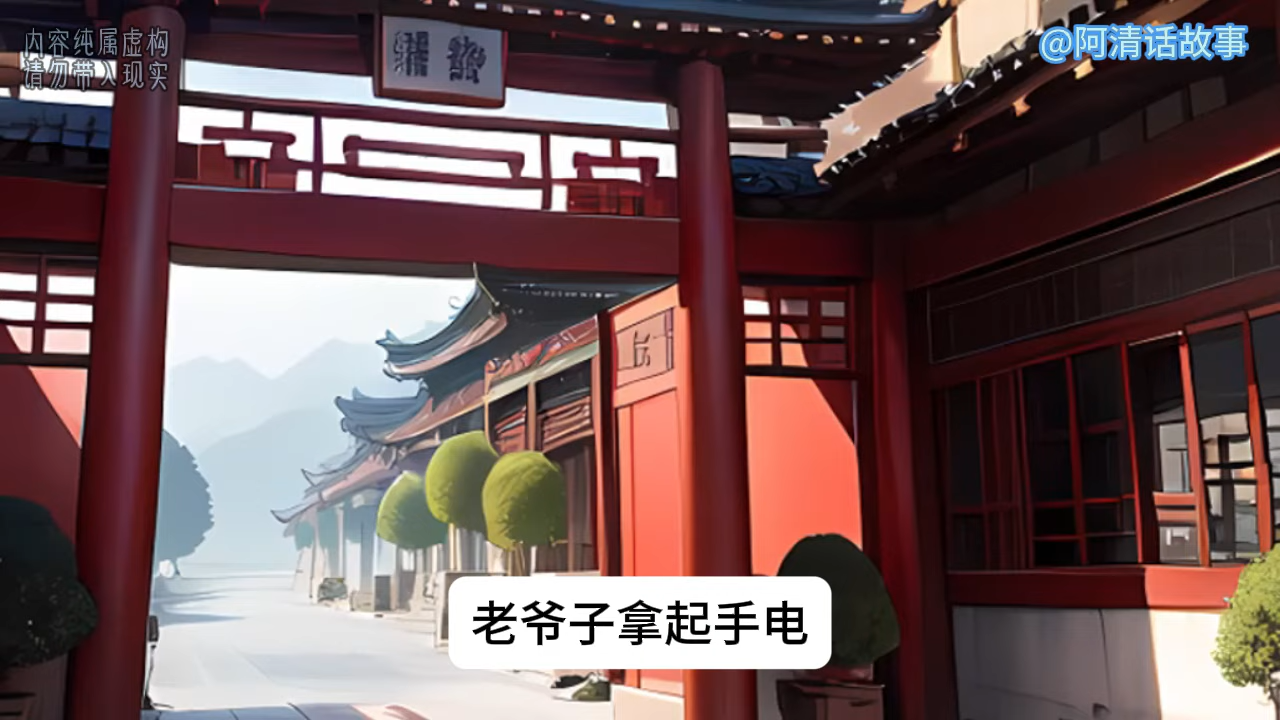 内容纯属虚构
请勿带入现实
@阿清话故事
老爷子拿起手电